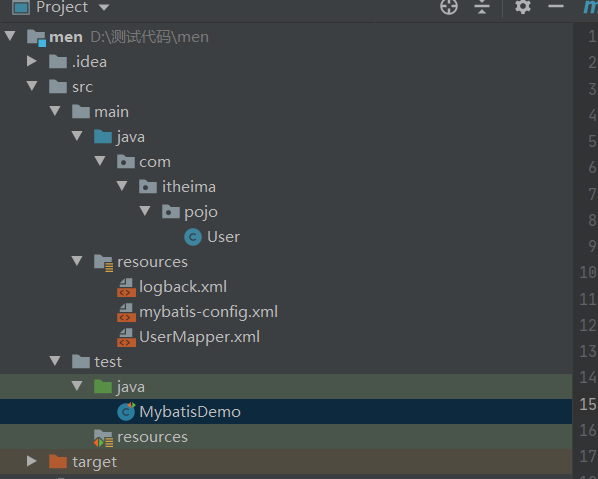 Project
men D:\测试代码\men
.idea
src
main
java
com
itheima
pojo
User
resources
logback.xml
mybatis-config.xml
UserMapper.xml
test
java
MybatisDemo
resources
target
1
2
3
4
5
6
7
8
9
10
11
12
13
14
15
16
17